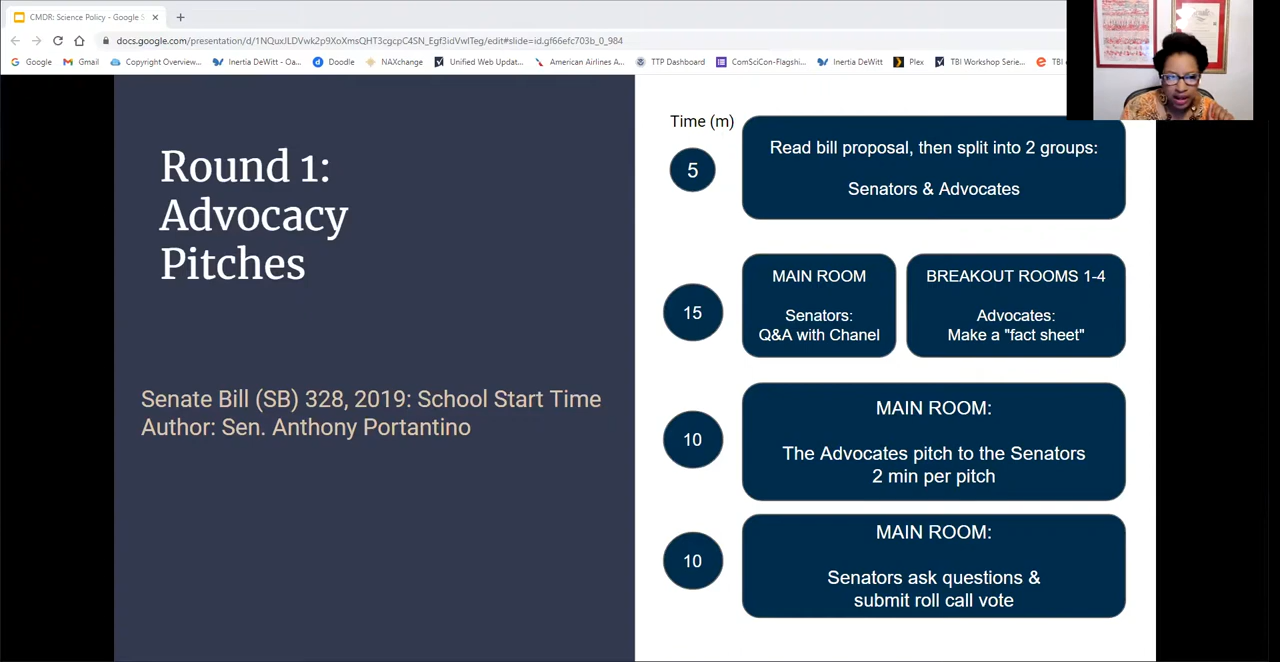 CMDR: Science Policy - Google S
docs.google.com/presentation/d/1NQuxJLDVwk2p9XoXmsQHT3cgcpG6N_Egf3idVwlTeg/edit#slide=id.gf66efc703b_0_984
Google Gmail Copyright Overview... Inertia DeWitt - Oa... Doodle NAXchange Unified Web Updat... American Airlines A... TTP Dashboard ComSciCon-Flagshi... Inertia DeWitt Plex TBI Workshop Serie... TBI
Round 1:
Advocacy
Pitches
Senate Bill (SB) 328, 2019: School Start Time
Author: Sen. Anthony Portantino
Time (m)
5
Read bill proposal, then split into 2 groups:
Senators & Advocates
15
MAIN ROOM
Senators:
Q&A with Chanel
BREAKOUT ROOMS 1-4
Advocates:
Make a "fact sheet"
10
MAIN ROOM:
The Advocates pitch to the Senators
2 min per pitch
10
MAIN ROOM:
Senators ask questions &
submit roll call vote